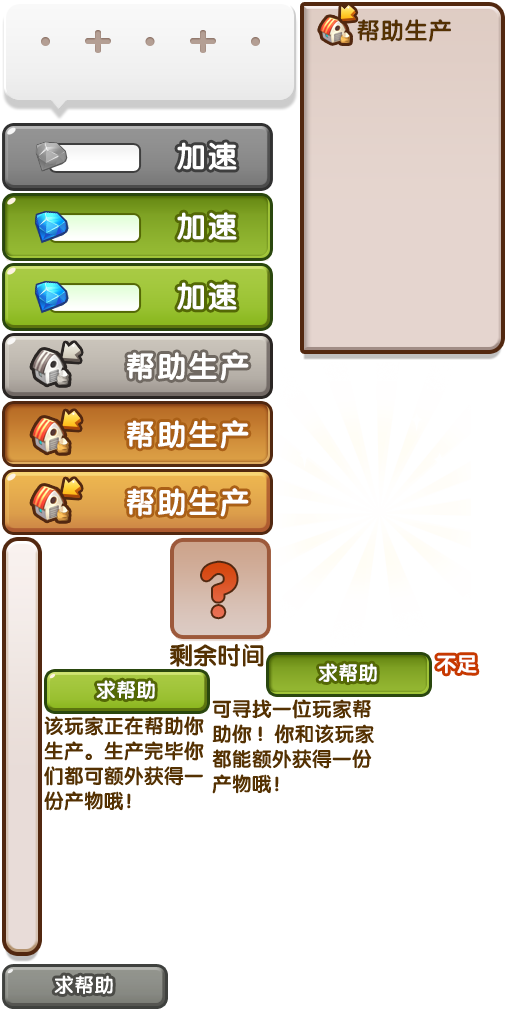 帮助生产
加速
加速
加速
帮助生产
帮助生产
帮助生产
?
剩余时间
不足
求帮助
求帮助
可寻找一位玩家帮
助你！你和该玩家
都能额外获得一份
产物哦！
该玩家正在帮助你
生产。生产完毕你
们都可额外获得一
份产物哦！
求帮助